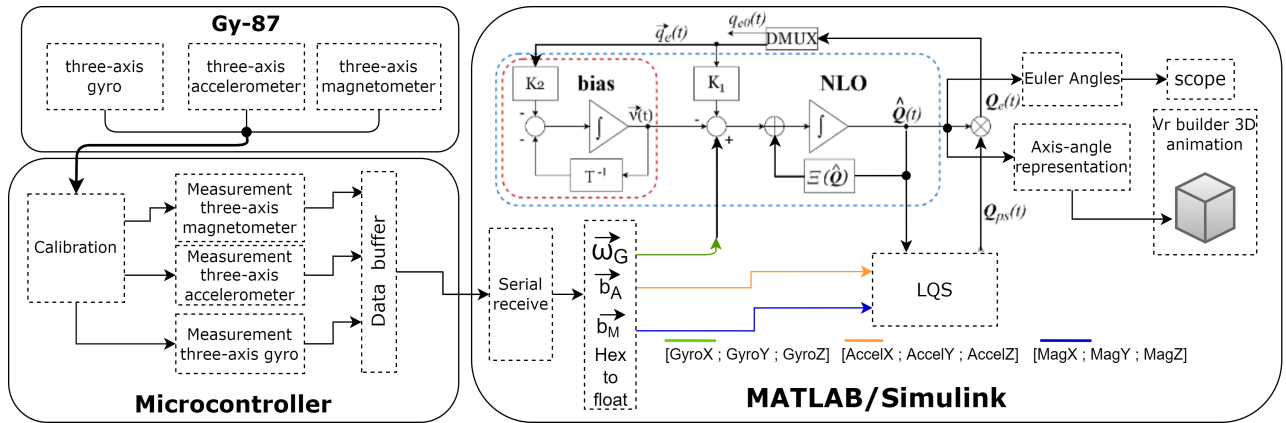 Gy-87
three-axis
gyro
three-axis
accelerometer
three-axis
magnetometer
Calibration
Measurement
three-axis
magnetometer
Measurement
three-axis
accelerometer
Measurement
three-axis gyro
Data buffer
Microcontroller
q⃗e(t)
qe0(t)
DMUX
K2
bias
K1
NLO
-
-
∫
ν⃗(t)
T⁻¹
-
+
∫
Q̂(t)
Ξ(Q̂)
Qe(t)
Qps(t)
Euler Angles
scope
Axis-angle
representation
Vr builder 3D
animation
Serial
receive
ω⃗G
b⃗A
b⃗M
Hex
to
float
LQS
[GyroX ; GyroY ; GyroZ]
[AccelX ; AccelY ; AccelZ]
[MagX ; MagY ; MagZ]
MATLAB/Simulink